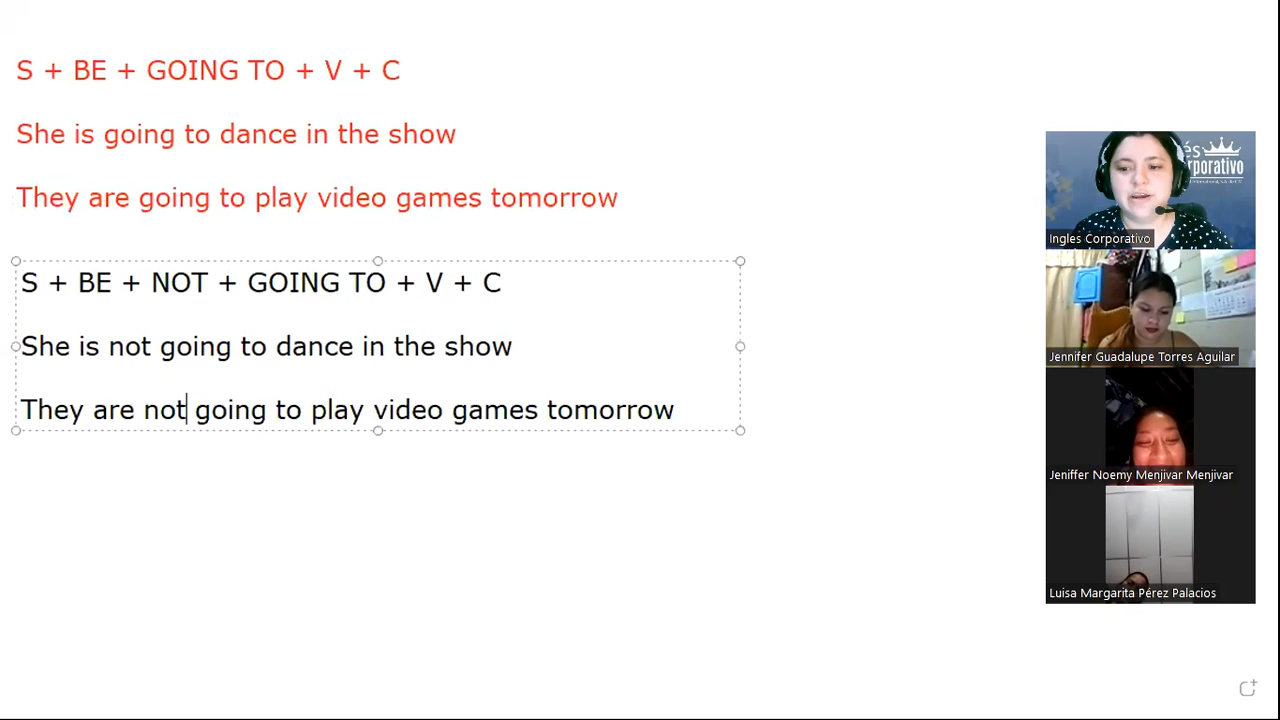 S + BE + GOING TO + V + C
She is going to dance in the show
They are going to play video games tomorrow
S + BE + NOT + GOING TO + V + C
She is not going to dance in the show
They are not going to play video games tomorrow
és
rporativo
Ingles Corporativo
Jennifer Guadalupe Torres Aguilar
Jeniffer Noemy Menjivar Menjivar
Luisa Margarita Pérez Palacios